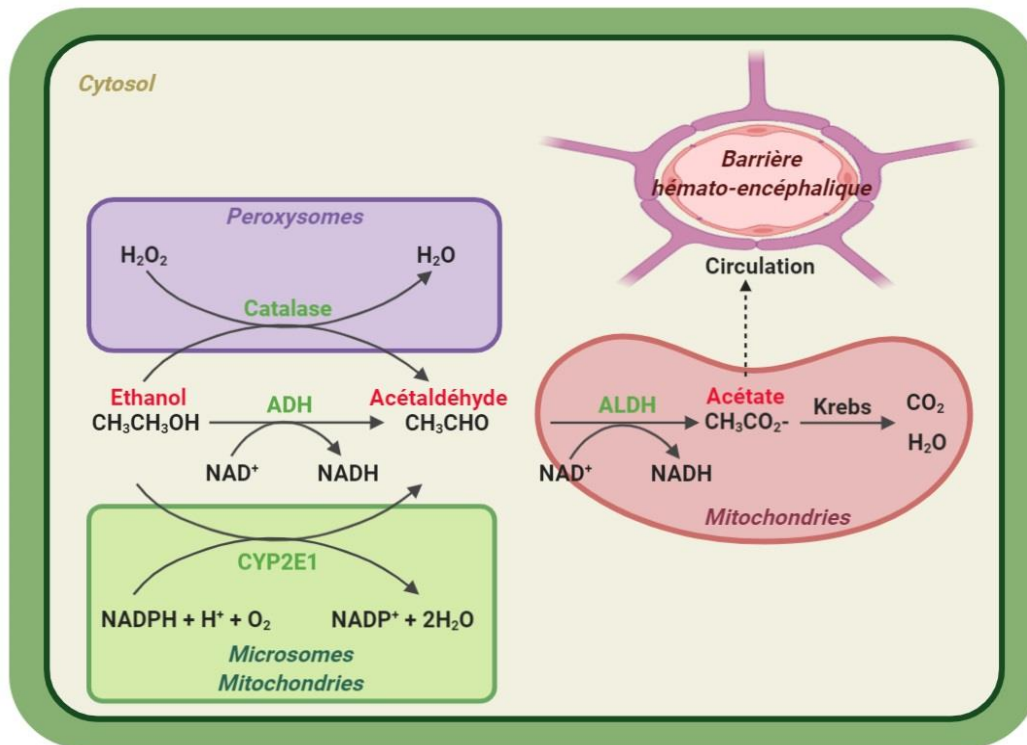 Cytosol
Barrière
hémato-encéphalique
Circulation
Peroxysomes
H₂O₂
H₂O
Catalase
Ethanol
CH₃CH₃OH
ADH
Acétaldéhyde
CH₃CHO
NAD⁺
NADH
ALDH
NAD⁺
NADH
Acétate
CH₃CO₂-
Krebs
CO₂
H₂O
Mitochondries
CYP2E1
NADPH + H⁺ + O₂
NADP⁺ + 2H₂O
Microsomes
Mitochondries